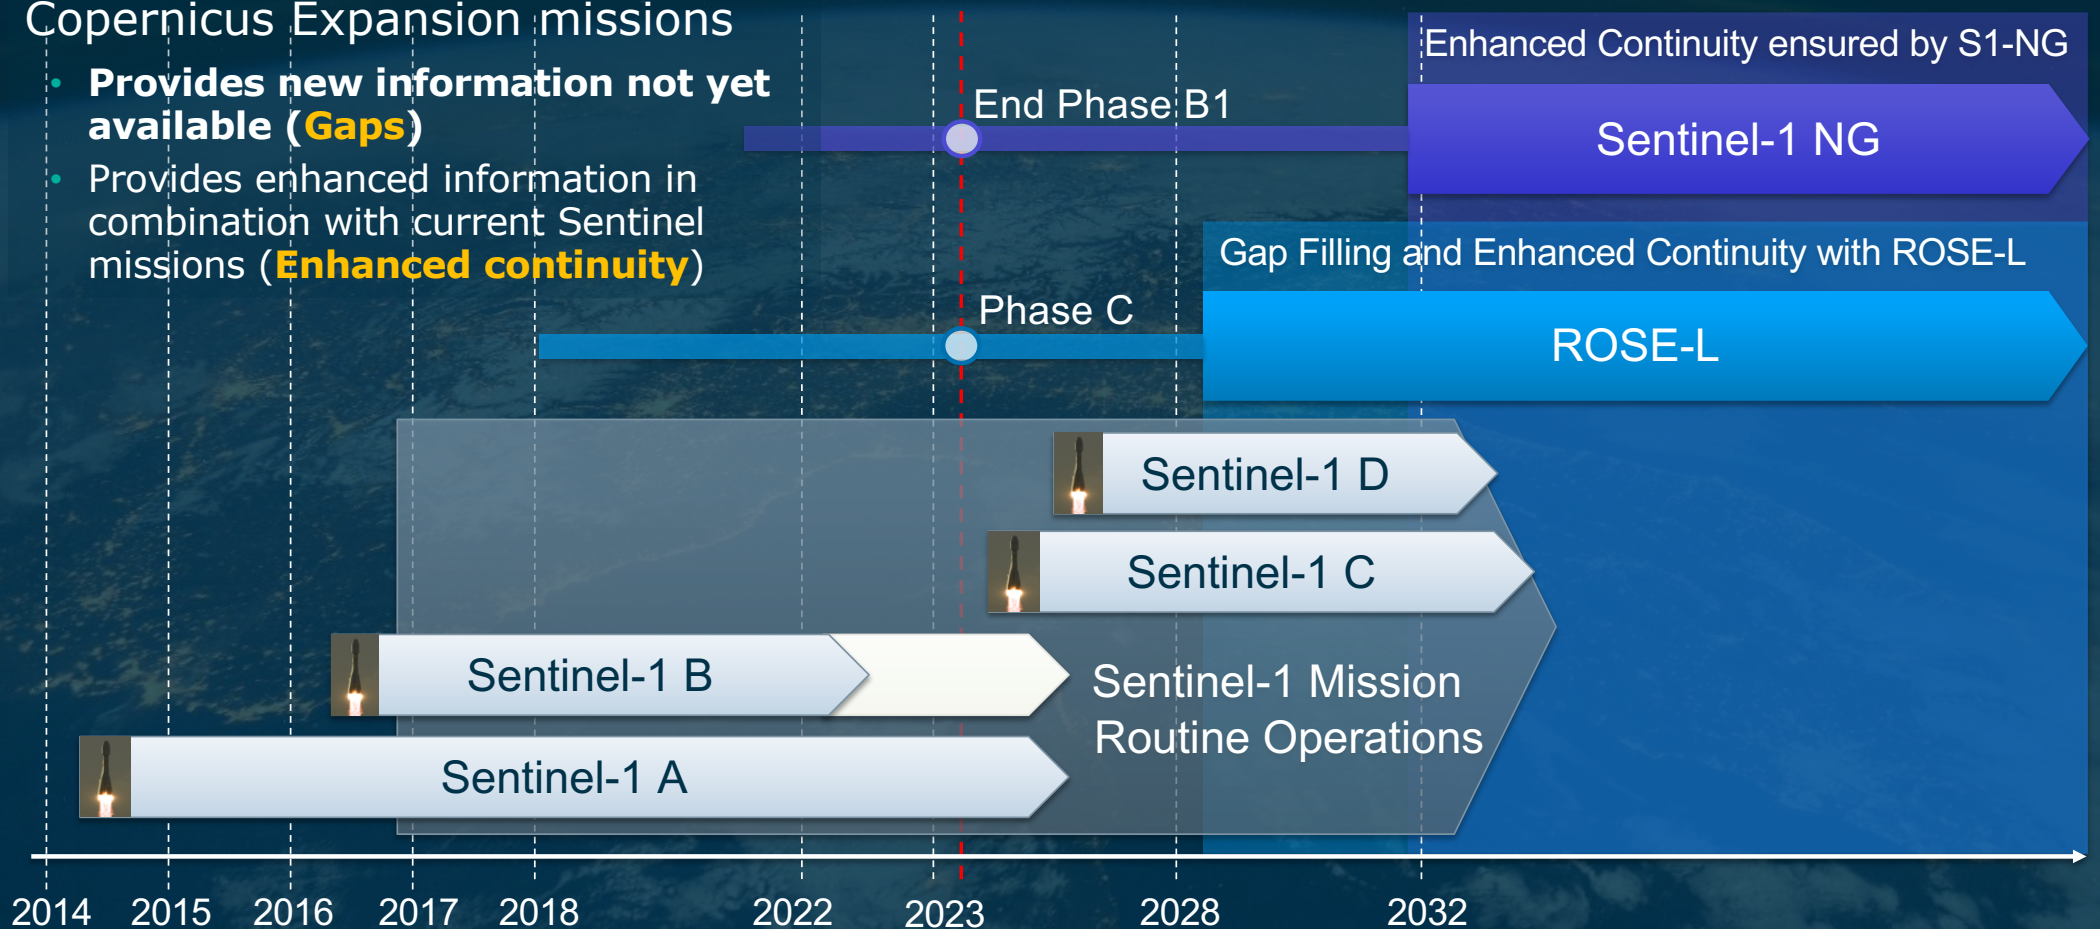 Copernicus Expansion missions
• Provides new information not yet
available (Gaps)
• Provides enhanced information in
combination with current Sentinel
missions (Enhanced continuity)
Enhanced Continuity ensured by S1-NG
End Phase B1
Sentinel-1 NG
Gap Filling and Enhanced Continuity with ROSE-L
Phase C
ROSE-L
Sentinel-1 D
Sentinel-1 C
Sentinel-1 B
Sentinel-1 Mission
Routine Operations
Sentinel-1 A
2014 2015 2016 2017 2018 2022 2023 2028 2032